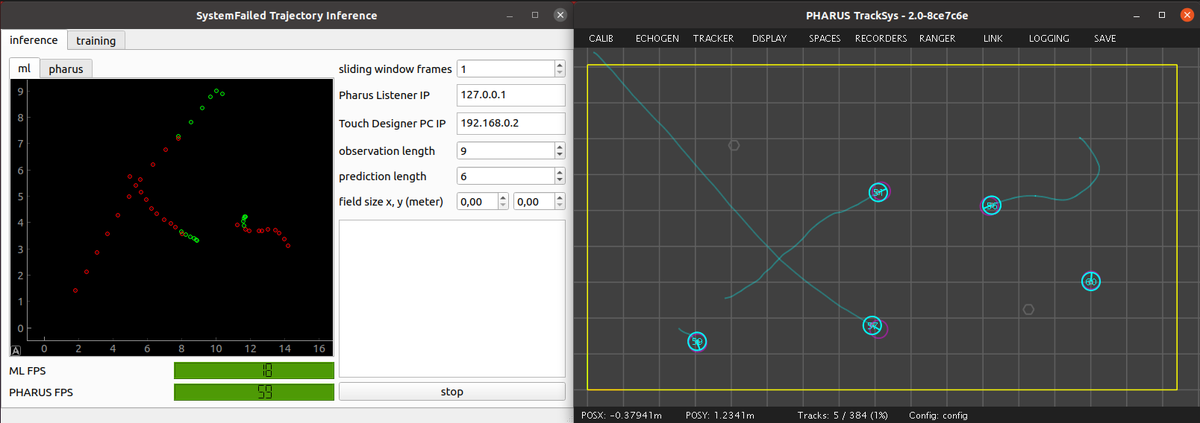 SystemFailed Trajectory Inference
inference training
ml pharus
9
8
7
6
5
4
3
2
1
0
A
0 2 4 6 8 10 12 14 16
ML FPS 18
PHARUS FPS 59
sliding window frames 1
Pharus Listener IP 127.0.0.1
Touch Designer PC IP 192.168.0.2
observation length 9
prediction length 6
field size x, y (meter) 0,00 0,00
stop
PHARUS TrackSys - 2.0-8ce7c6e
CALIB ECHOGEN TRACKER DISPLAY SPACES RECORDERS RANGER LINK LOGGING SAVE
60
POSX: -0.37941m POSY: 1.2341m Tracks: 5 / 384 (1%) Config: config